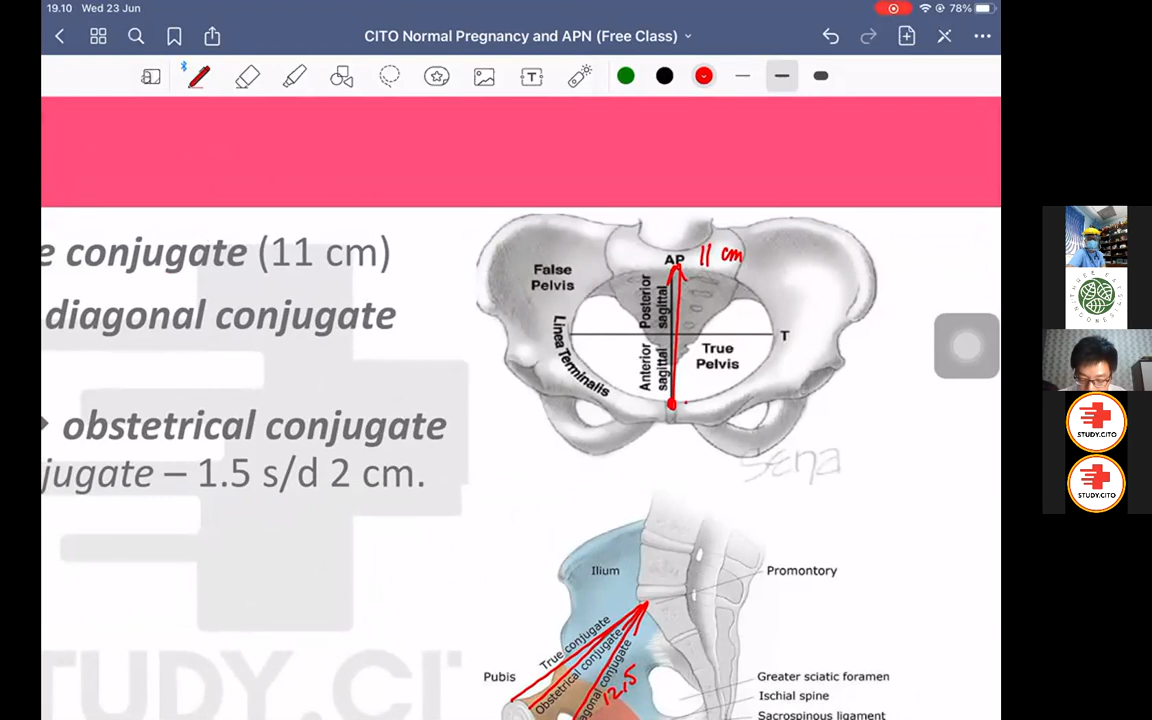 19.10 Wed 23 Jun
78%
CITO Normal Pregnancy and APN (Free Class)
T
e conjugate (11 cm)
diagonal conjugate
obstetrical conjugate
jugate – 1.5 s/d 2 cm.
AP 11 cm
False
Pelvis
Posterior
sagittal
Linea Terminalis
T
Anterior
sagittal
True
Pelvis
Sena
Ilium
Promontory
True conjugate
Obstetrical conjugate
agonal conjugate
12,5
Pubis
Greater sciatic foramen
Ischial spine
Sacrospinous ligament
STUDY.CIT
STUDY.CITO
STUDY.CITO